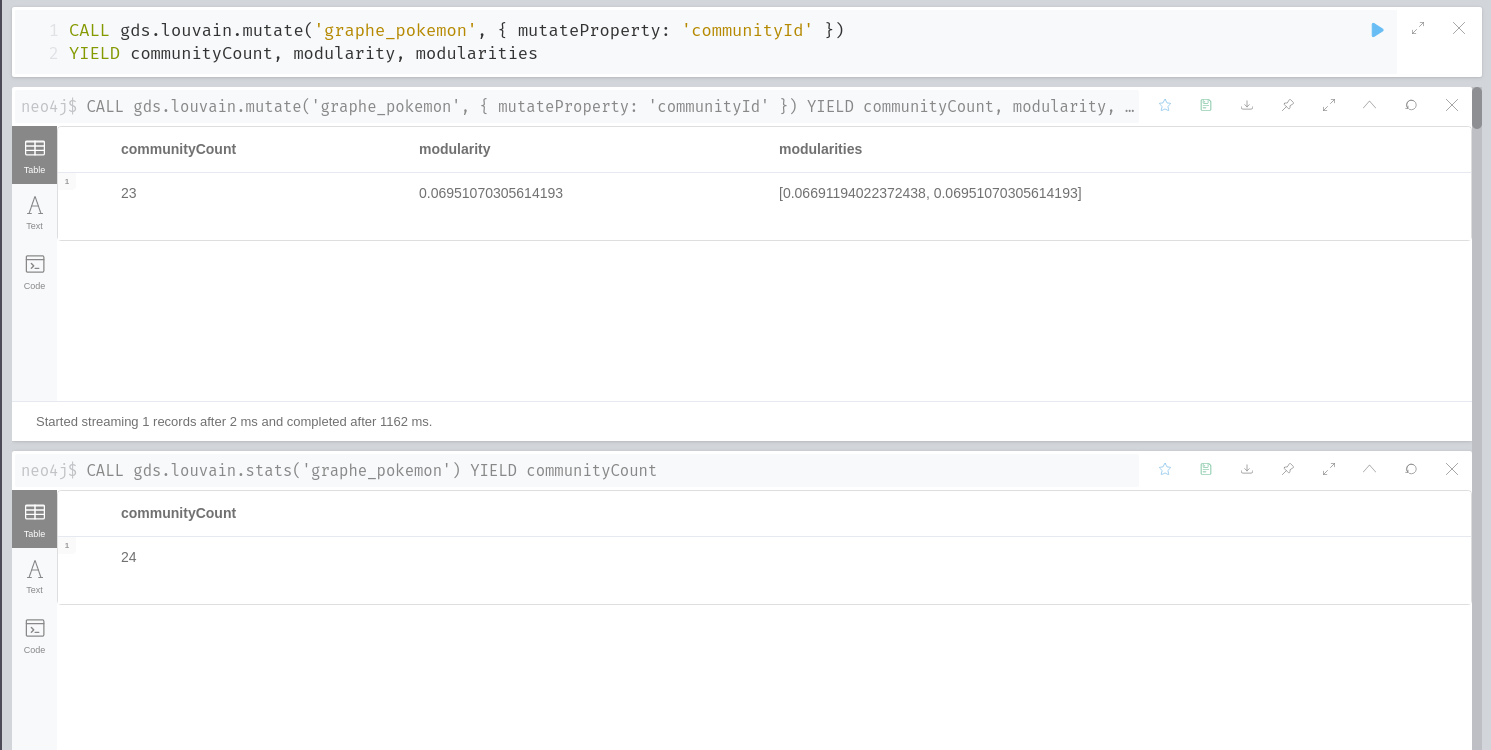 1 CALL gds.louvain.mutate('graphe_pokemon', { mutateProperty: 'communityId' })
2 YIELD communityCount, modularity, modularities
neo4j$ CALL gds.louvain.mutate('graphe_pokemon', { mutateProperty: 'communityId' }) YIELD communityCount, modularity, …
Table
communityCount modularity modularities
1
23 0.06951070305614193 [0.06691194022372438, 0.06951070305614193]
A
Text
Code
Started streaming 1 records after 2 ms and completed after 1162 ms.
neo4j$ CALL gds.louvain.stats('graphe_pokemon') YIELD communityCount
Table
communityCount
1
24
A
Text
Code